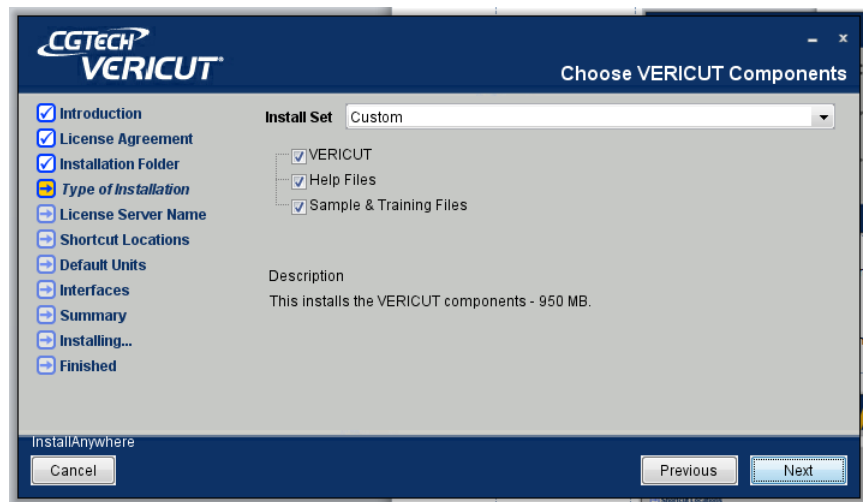 CGTECH
VERICUT®
Choose VERICUT Components
Introduction
License Agreement
Installation Folder
Type of Installation
License Server Name
Shortcut Locations
Default Units
Interfaces
Summary
Installing...
Finished
Install Set Custom
VERICUT
Help Files
Sample & Training Files
Description
This installs the VERICUT components - 950 MB.
InstallAnywhere
Cancel Previous Next